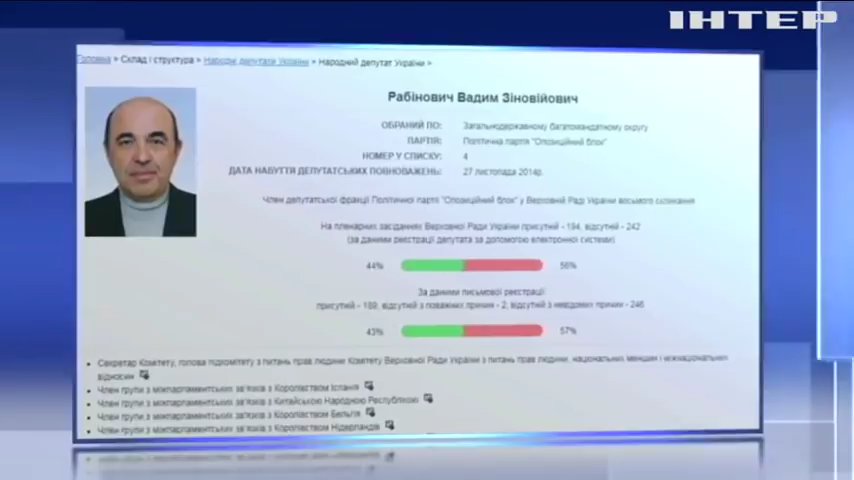 ІНТЕР
Головна > Склад і структура > Народні депутати України > Народний депутат України >
Рабінович Вадим Зіновійович
ОБРАНИЙ ПО: Загальнодержавному багатомандатному округу
ПАРТІЯ: Політична партія "Опозиційний блок"
НОМЕР У СПИСКУ: 4
ДАТА НАБУТТЯ ДЕПУТАТСЬКИХ ПОВНОВАЖЕНЬ: 27 листопада 2014р.
Член депутатської фракції Політичної партії "Опозиційний блок" у Верховній Раді України восьмого скликання
На пленарних засіданнях Верховної Ради України присутній - 194, відсутній - 242
(за даними реєстрації депутата за допомогою електронної системи)
44% 56%
За даними письмової реєстрації
присутній - 189, відсутній з поважних причин - 2, відсутній з невідомих причин - 246
43% 57%
Секретар Комітету, голова підкомітету з питань прав людини Комітету Верховної Ради України з питань прав людини, національних меншин і міжнаціональних
відносин
Член групи з міжпарламентських зв'язків з Королівством Іспанія
Член групи з міжпарламентських зв'язків з Китайською Народною Республікою
Член групи з міжпарламентських зв'язків з Королівством Бельгія
Член групи з міжпарламентських зв'язків з Королівством Нідерландів